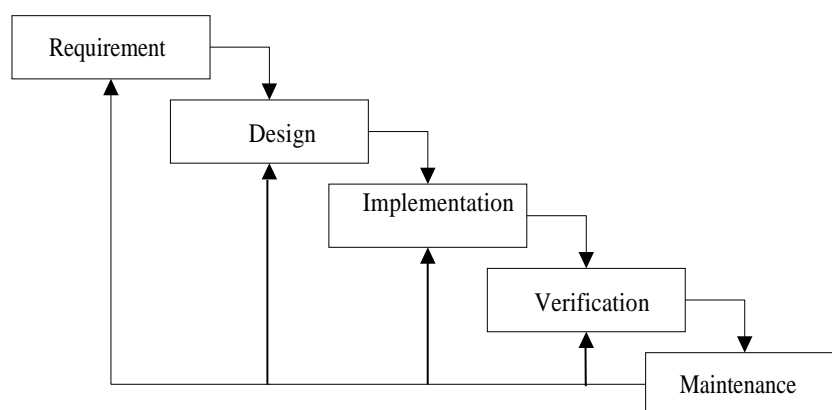 Requirement
Design
Implementation
Verification
Maintenance